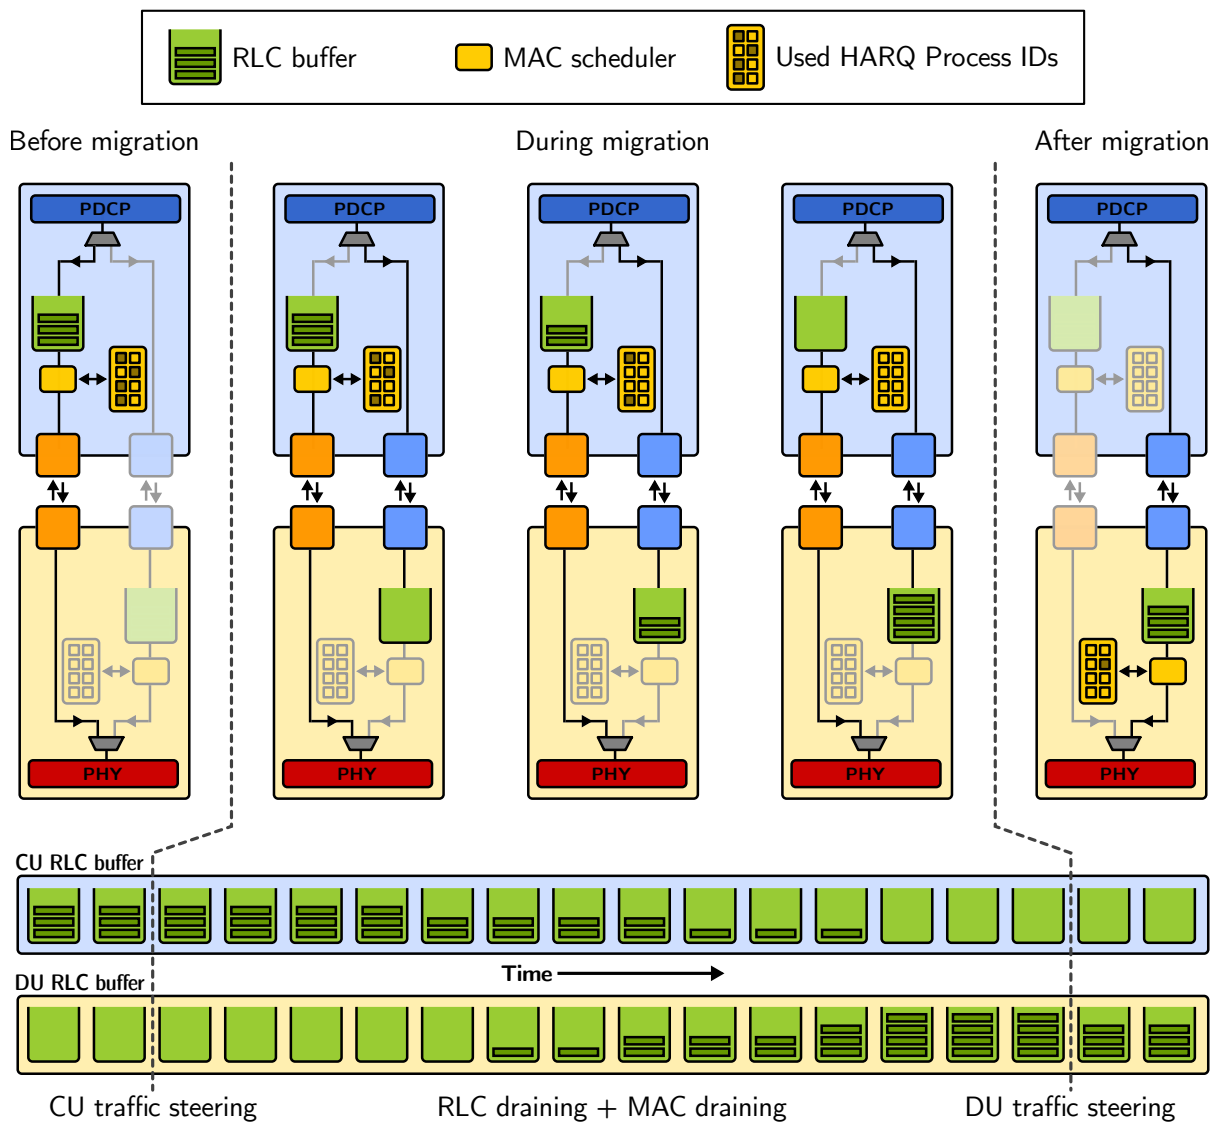 RLC buffer
MAC scheduler
Used HARQ Process IDs
Before migration
During migration
After migration
PDCP
PDCP
PDCP
PDCP
PDCP
PHY
PHY
PHY
PHY
PHY
CU RLC buffer
Time
DU RLC buffer
CU traffic steering
RLC draining + MAC draining
DU traffic steering